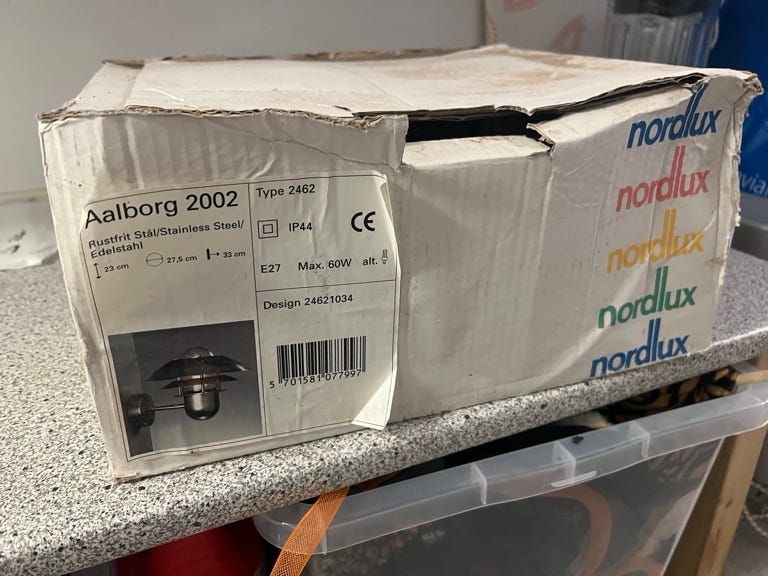 Aalborg 2002
Rustfrit Stål/Stainless Steel/
Edelstahl
23 cm 27,5 cm 33 cm
Type 2462
IP44 CE
E27 Max. 60W alt.
Design 24621034
5 701581 077997
nordlux
nordlux
nordlux
nordlux
nordlux